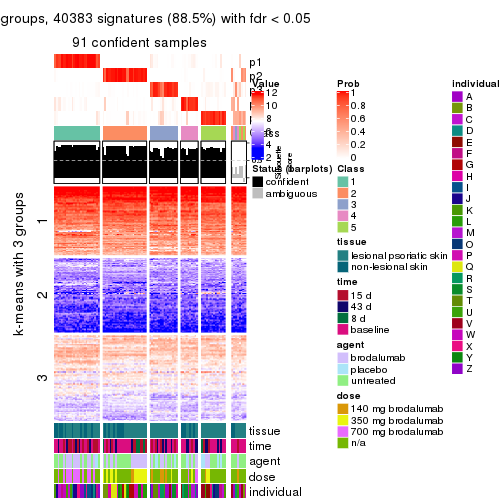 groups, 40383 signatures (88.5%) with fdr < 0.05
91 confident samples
p1
p2
k-means with 3 groups
1
2
3
tissue
time
agent
dose
individual
Value
12
10
8
6
4
2
Silhouette
score
Status (barplots)
confident
ambiguous
Prob
1
0.8
0.6
0.4
0.2
0
Class
1
2
3
4
5
tissue
lesional psoriatic skin
non-lesional skin
time
15 d
43 d
8 d
baseline
agent
brodalumab
placebo
untreated
dose
140 mg brodalumab
350 mg brodalumab
700 mg brodalumab
n/a
individual
A
B
C
D
E
F
G
H
I
J
K
L
M
O
P
Q
R
S
T
U
V
W
X
Y
Z